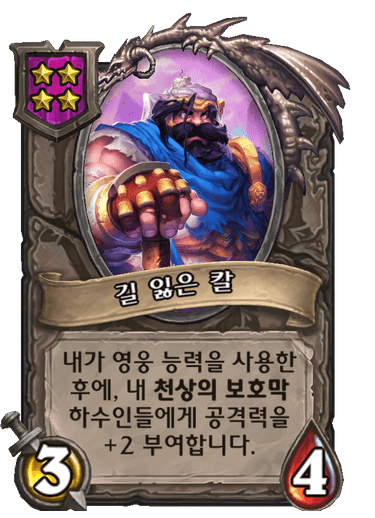 길 잃은 칼
내가 영웅 능력을 사용한
후에, 내 천상의 보호막
하수인들에게 공격력을
+2 부여합니다.
3
4